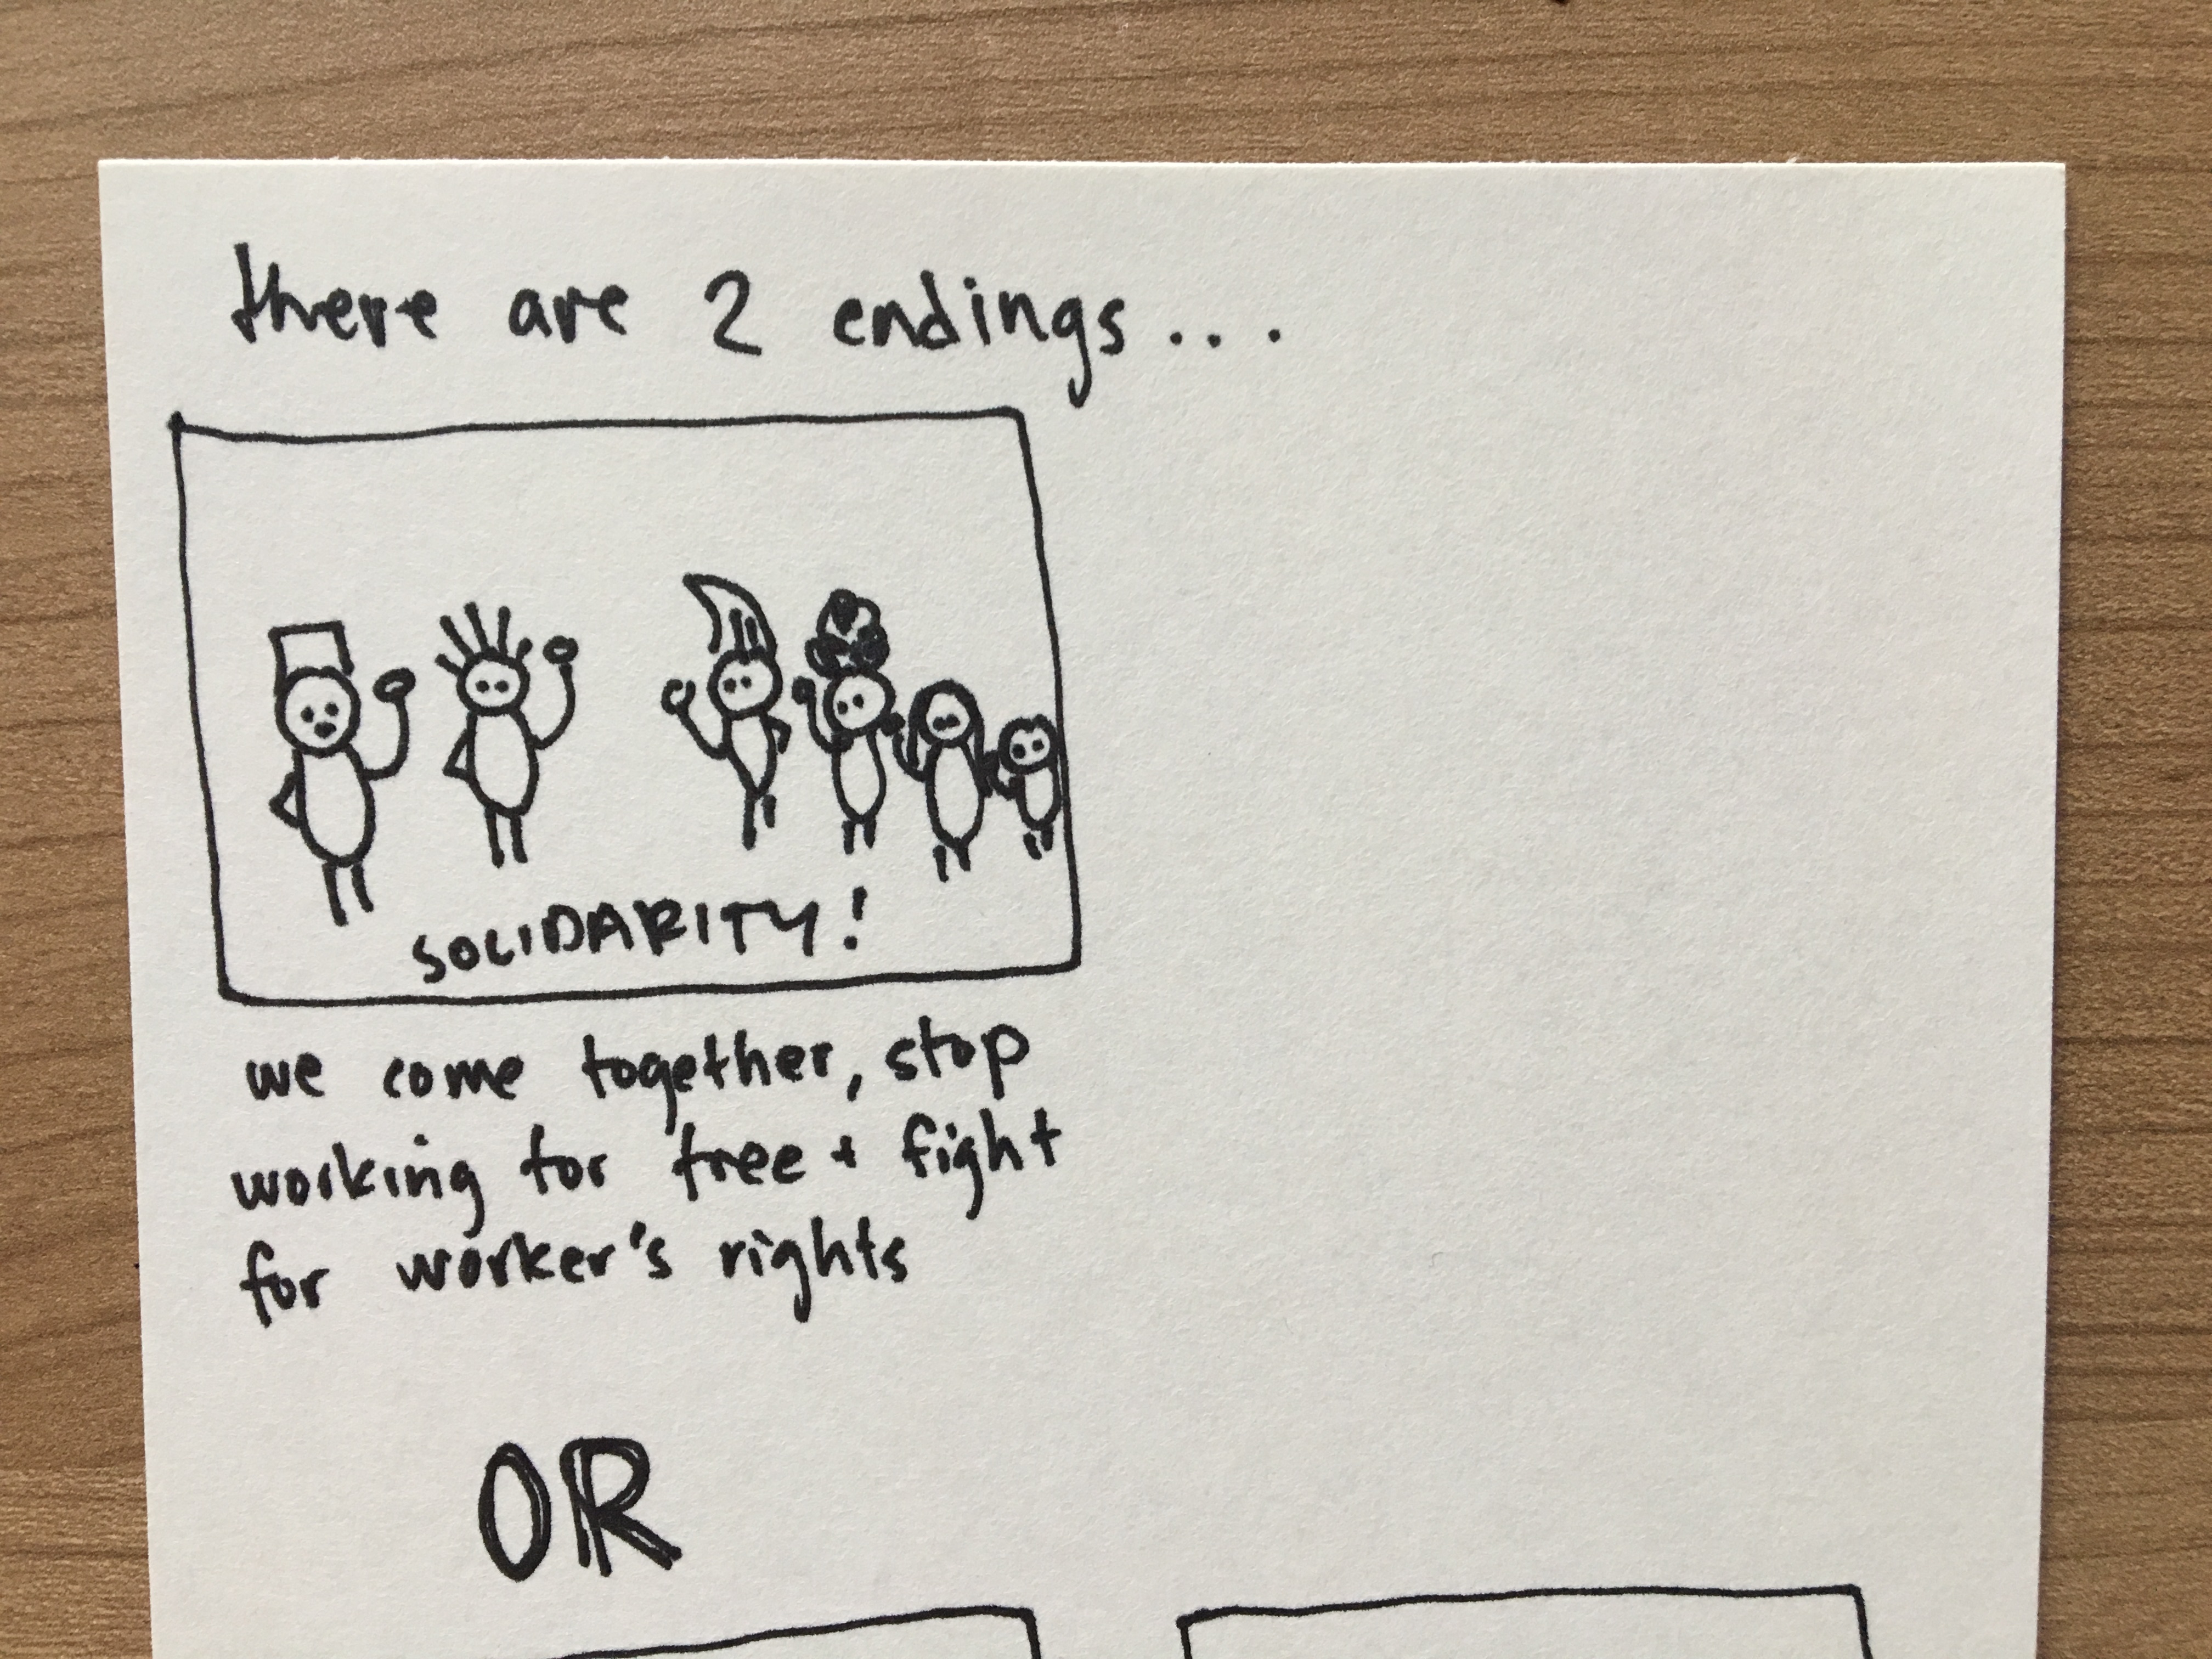 there are 2 endings....
SOLIDARITY!
we come together, stop
working for free + fight
for worker's rights
OR